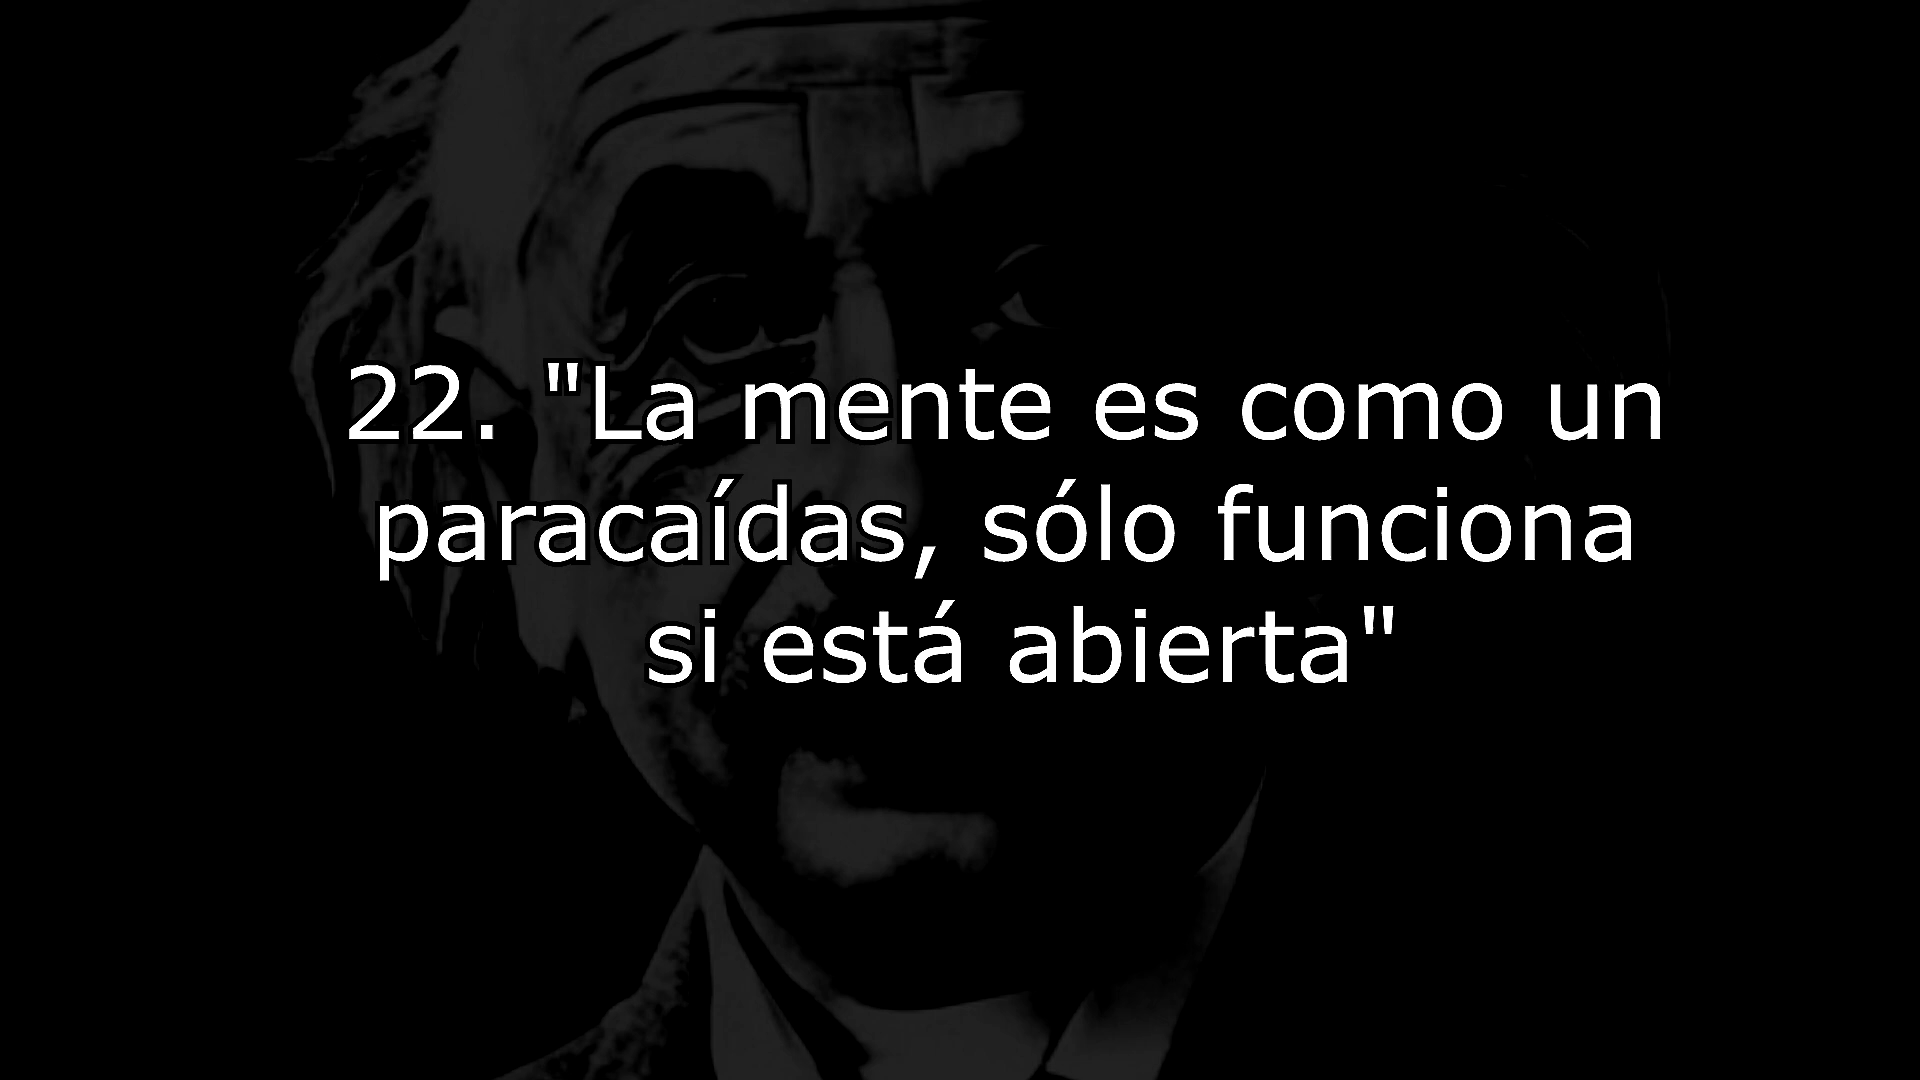 22. "La mente es como un
paracaídas, sólo funciona
si está abierta"